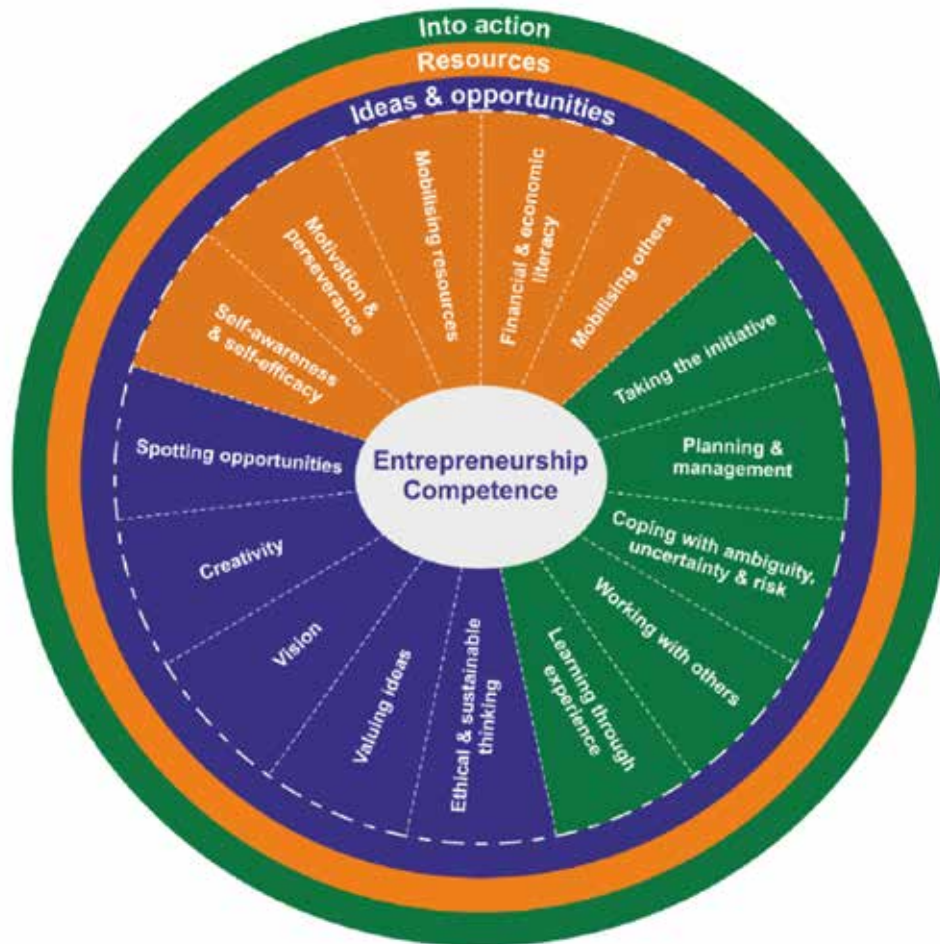 Into action
Resources
Ideas & opportunities
Self-awareness
& self-efficacy
Motivation &
perseverance
Mobilising resources
Financial & economic
literacy
Mobilising others
Taking the initiative
Planning &
management
Coping with ambiguity,
uncertainty & risk
Working with others
Learning through
experience
Ethical & sustainable
thinking
Valuing ideas
Vision
Creativity
Spotting opportunities
Entrepreneurship
Competence